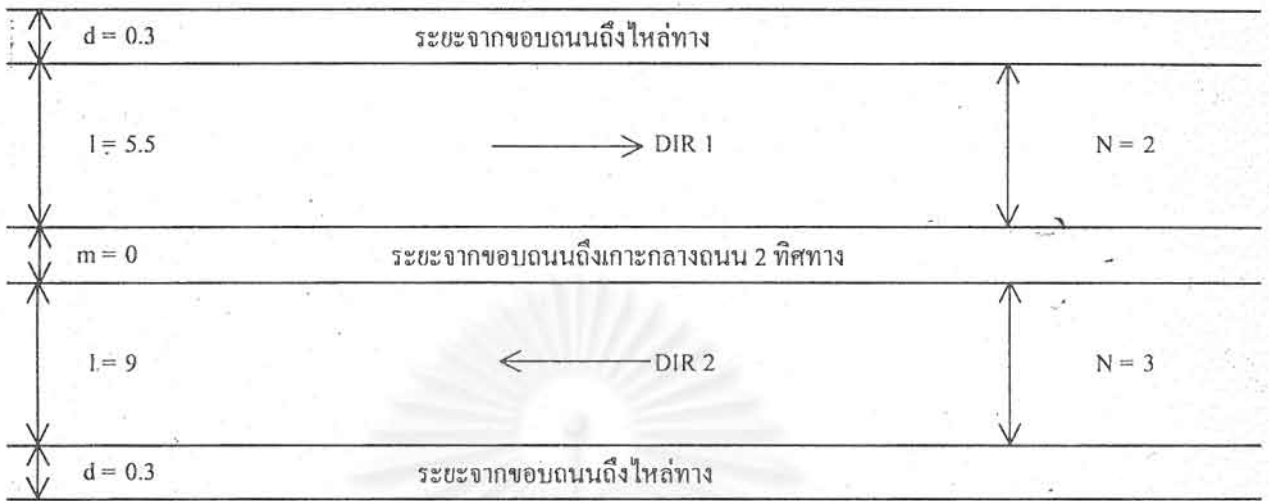 d = 0.3 ระยะจากขอบถนนถึงไหล่ทาง
l = 5.5 DIR 1 N = 2
m = 0 ระยะจากขอบถนนถึงเกาะกลางถนน 2 ทิศทาง
l = 9 DIR 2 N = 3
d = 0.3 ระยะจากขอบถนนถึงไหล่ทาง